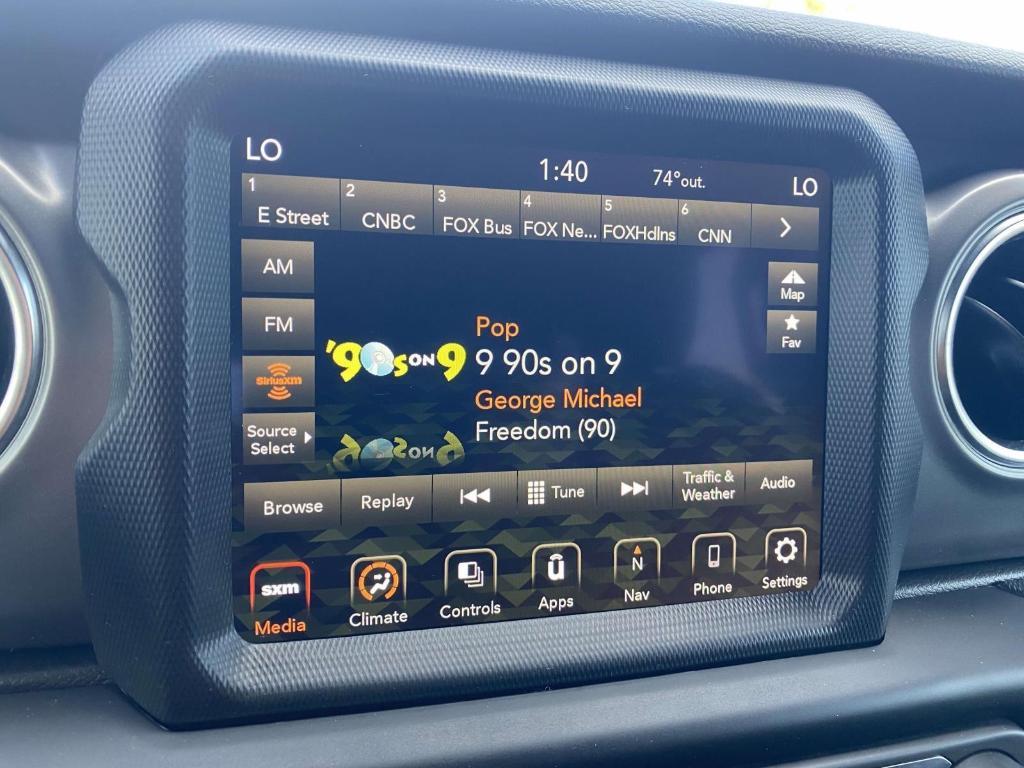 LO
1:40
74°out.
LO
1
E Street
2
CNBC
3
FOX Bus
4
FOX Ne...
5
FOXHdlns
6
CNN
AM
FM
SiriusXM
Source
Select
'90s ON 9
Pop
9 90s on 9
George Michael
Freedom (90)
Map
Fav
Browse
Replay
Tune
Traffic &
Weather
Audio
sxm
Media
Climate
Controls
û
Apps
N
Nav
Phone
Settings